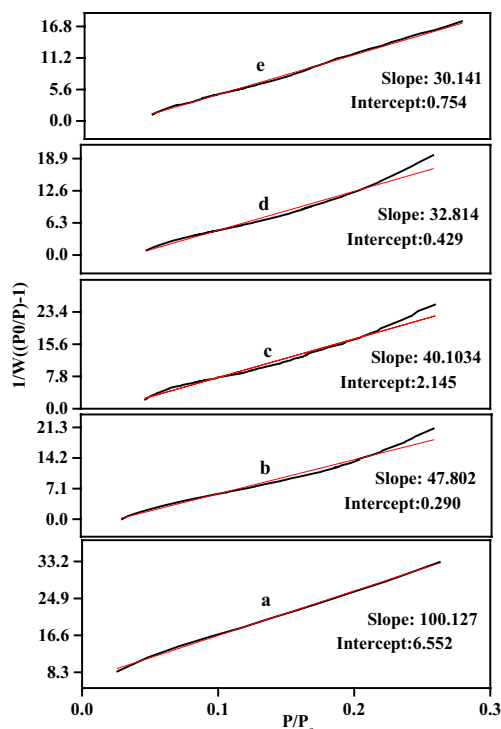 1/W((P0/P)-1)
16.8
11.2
5.6
0.0
e
Slope: 30.141
Intercept:0.754
18.9
12.6
6.3
0.0
d
Slope: 32.814
Intercept:0.429
23.4
15.6
7.8
0.0
c
Slope: 40.1034
Intercept:2.145
21.3
14.2
7.1
0.0
b
Slope: 47.802
Intercept:0.290
33.2
24.9
16.6
8.3
a
Slope: 100.127
Intercept:6.552
0.0 0.1 0.2 0.3